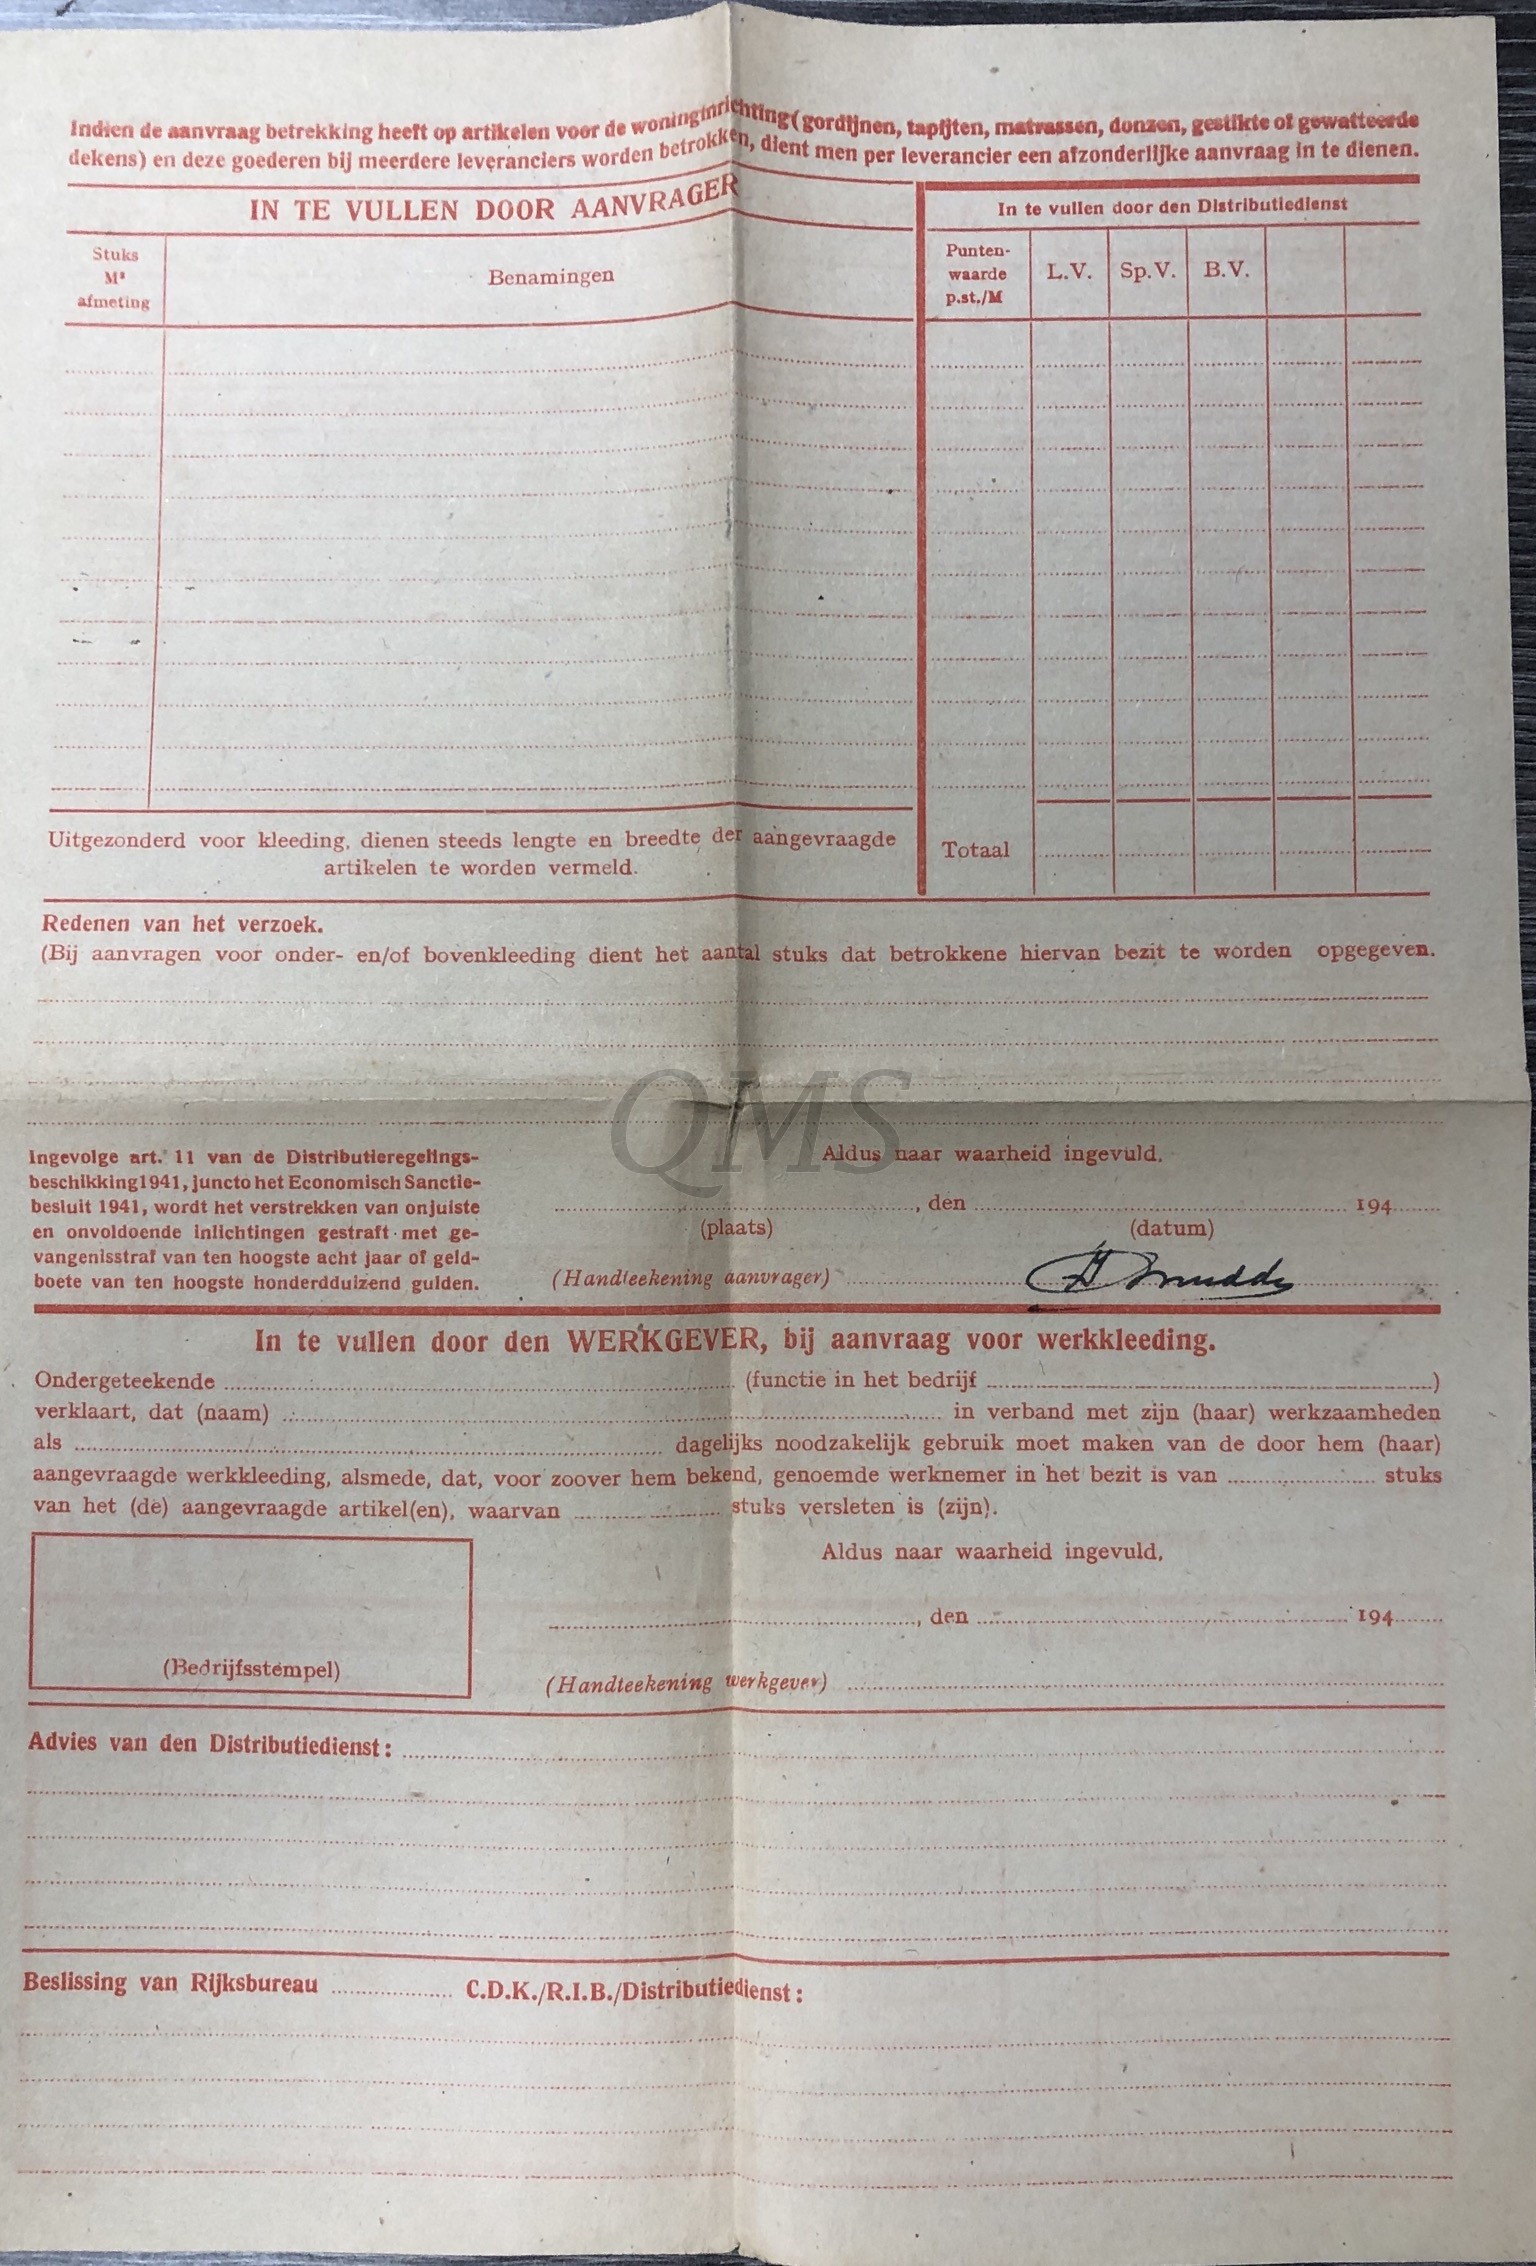 Indien de aanvraag betrekking heeft op artikelen voor de woninginrichting (gordijnen, tapijten, matrassen, donzen, gestikte of gewatteerde
dekens) en deze goederen bij meerdere leveranciers worden betrokken, dient men per leverancier een afzonderlijke aanvraag in te dienen.
IN TE VULLEN DOOR AANVRAGER
In te vullen door den Distributiedienst
Stuks
M²
afmeting
Benamingen
Punten-
waarde
p.st./M
L.V.
Sp.V.
B.V.
Uitgezonderd voor kleeding, dienen steeds lengte en breedte der aangevraagde
artikelen te worden vermeld.
Totaal
Redenen van het verzoek.
(Bij aanvragen voor onder- en/of bovenkleeding dient het aantal stuks dat betrokkene hiervan bezit te worden opgegeven.
QMS
Ingevolge art. 11 van de Distributieregelings-
beschikking 1941, juncto het Economisch Sanctie-
besluit 1941, wordt het verstrekken van onjuiste
en onvoldoende inlichtingen gestraft met ge-
vangenisstraf van ten hoogste acht jaar of geld-
boete van ten hoogste honderdduizend gulden.
Aldus naar waarheid ingevuld,
, den 194
(plaats) (datum)
(Handteekening aanvrager)
In te vullen door den WERKGEVER, bij aanvraag voor werkkleeding.
Ondergeteekende (functie in het bedrijf )
verklaart, dat (naam) in verband met zijn (haar) werkzaamheden
als dagelijks noodzakelijk gebruik moet maken van de door hem (haar)
aangevraagde werkkleeding, alsmede, dat, voor zoover hem bekend, genoemde werknemer in het bezit is van stuks
van het (de) aangevraagde artikel(en), waarvan stuks versleten is (zijn).
Aldus naar waarheid ingevuld,
, den 194
(Bedrijfsstempel)
(Handteekening werkgever)
Advies van den Distributiedienst:
Beslissing van Rijksbureau C.D.K./R.I.B./Distributiedienst: